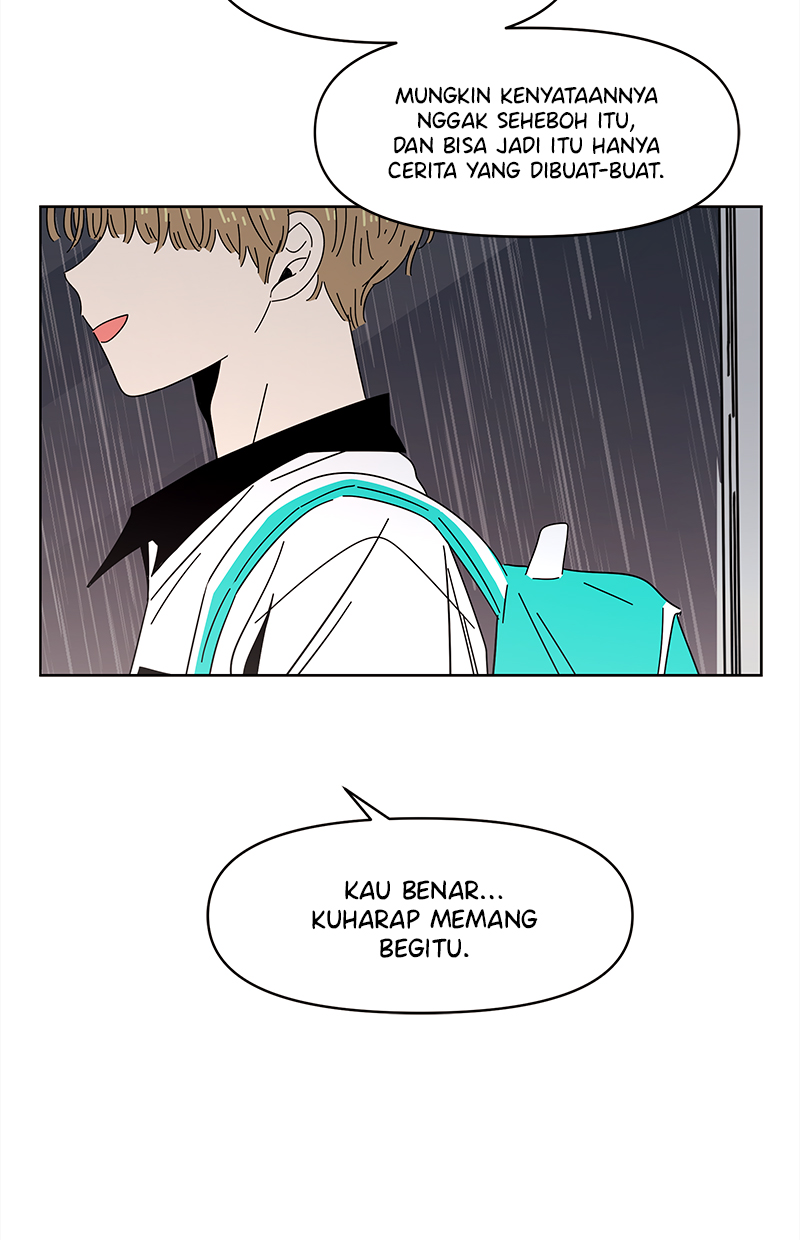 MUNGKIN KENYATAANNYA
NGGAK SEHEBOH ITU,
DAN BISA JADI ITU HANYA
CERITA YANG DIBUAT-BUAT.
KAU BENAR...
KUHARAP MEMANG
BEGITU.